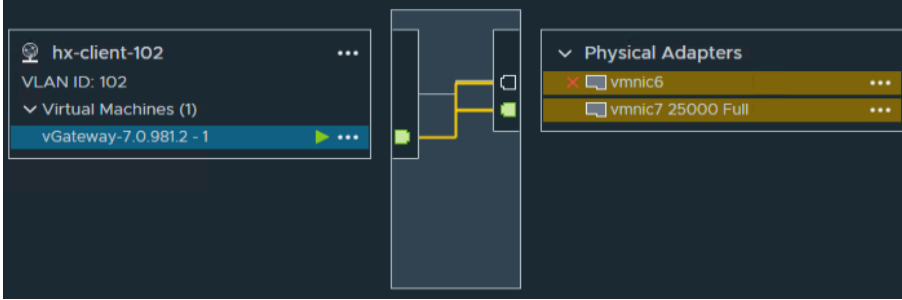 hx-client-102
VLAN ID: 102
Virtual Machines (1)
vGateway-7.0.981.2 - 1
Physical Adapters
vmnic6
vmnic7 25000 Full